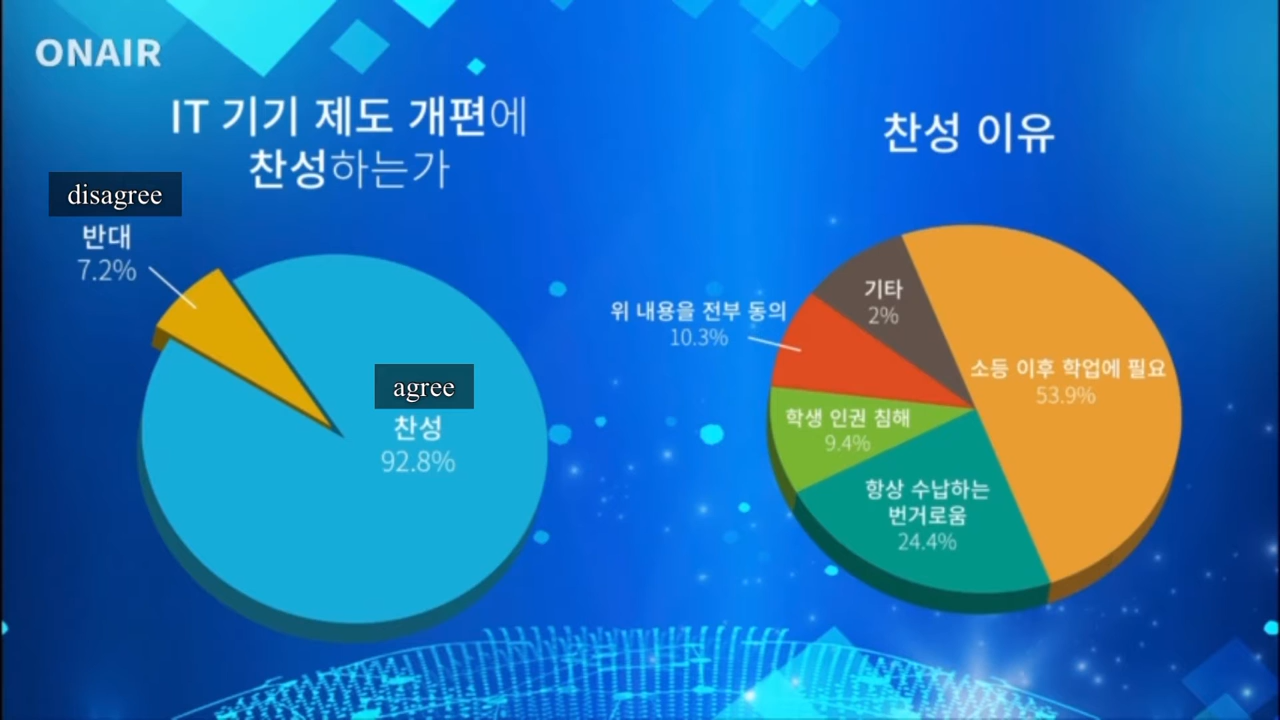 ONAIR
IT 기기 제도 개편에
찬성하는가
disagree
반대
7.2%
agree
찬성
92.8%
찬성 이유
기타
2%
위 내용을 전부 동의
10.3%
소등 이후 학업에 필요
53.9%
학생 인권 침해
9.4%
항상 수납하는
번거로움
24.4%